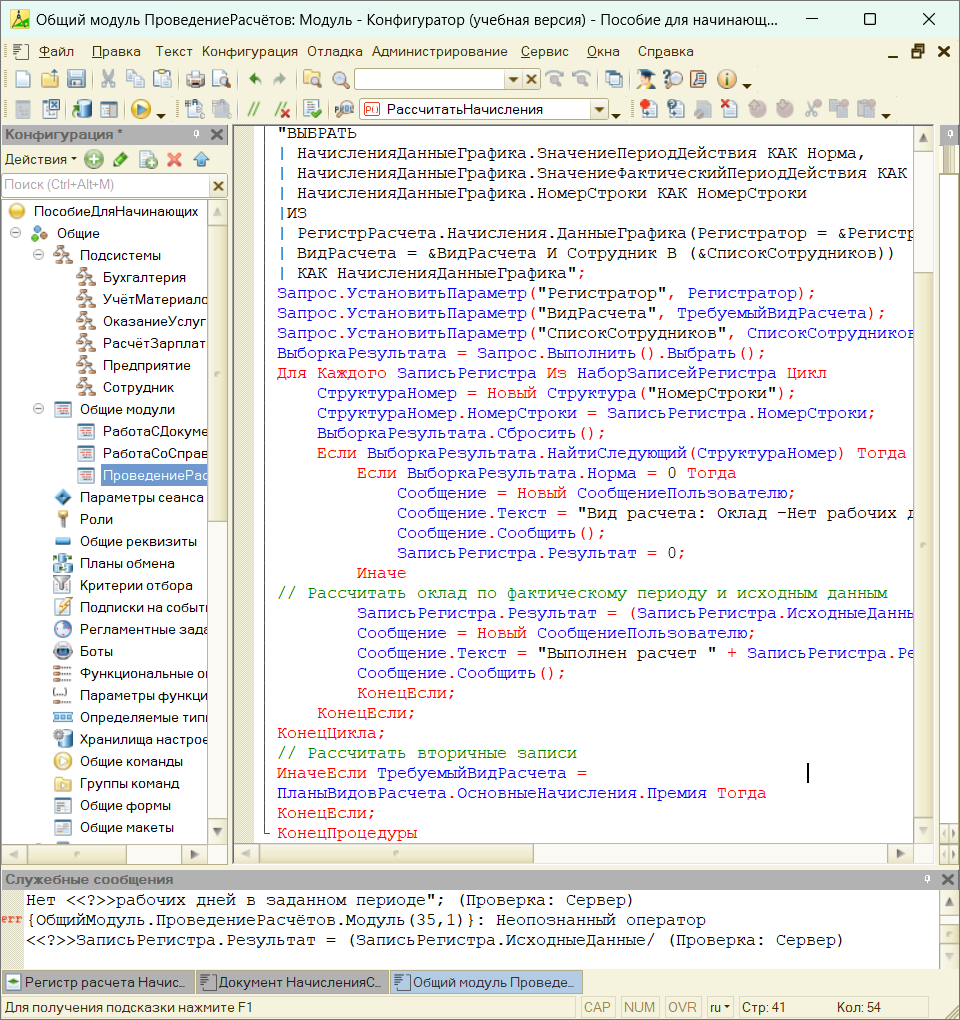 Общий модуль ПроведениеРасчётов: Модуль - Конфигуратор (учебная версия) - Пособие для начинающ...
Файл Правка Текст Конфигурация Отладка Администрирование Сервис Окна Справка
РассчитатьНачисления
Конфигурация *
Действия
Поиск (Ctrl+Alt+M)
ПособиеДляНачинающих
Общие
Подсистемы
Бухгалтерия
УчётМатериало
ОказаниеУслуг
РасчётЗарплат
Предприятие
Сотрудник
Общие модули
РаботаСДокуме
РаботаСоСправ
ПроведениеРас
Параметры сеанса
Роли
Общие реквизиты
Планы обмена
Критерии отбора
Подписки на событ
Регламентные зада
Боты
Функциональные о
Параметры функци
Определяемые тип
Хранилища настрое
Общие команды
Группы команд
Общие формы
Общие макеты
"ВЫБРАТЬ
| НачисленияДанныеГрафика.ЗначениеПериодДействия КАК Норма,
| НачисленияДанныеГрафика.ЗначениеФактическийПериодДействия КАК
| НачисленияДанныеГрафика.НомерСтроки КАК НомерСтроки
|ИЗ
| РегистрРасчета.Начисления.ДанныеГрафика(Регистратор = &Регистр
| ВидРасчета = &ВидРасчета И Сотрудник В (&СписокСотрудников))
| КАК НачисленияДанныеГрафика";
Запрос.УстановитьПараметр("Регистратор", Регистратор);
Запрос.УстановитьПараметр("ВидРасчета", ТребуемыйВидРасчета);
Запрос.УстановитьПараметр("СписокСотрудников", СписокСотрудников
ВыборкаРезультата = Запрос.Выполнить().Выбрать();
Для Каждого ЗаписьРегистра Из НаборЗаписейРегистра Цикл
СтруктураНомер = Новый Структура("НомерСтроки");
СтруктураНомер.НомерСтроки = ЗаписьРегистра.НомерСтроки;
ВыборкаРезультата.Сбросить();
Если ВыборкаРезультата.НайтиСледующий(СтруктураНомер) Тогда
Если ВыборкаРезультата.Норма = 0 Тогда
Сообщение = Новый СообщениеПользователю;
Сообщение.Текст = "Вид расчета: Оклад –Нет рабочих д
Сообщение.Сообщить();
ЗаписьРегистра.Результат = 0;
Иначе
// Рассчитать оклад по фактическому периоду и исходным данным
ЗаписьРегистра.Результат = (ЗаписьРегистра.ИсходныеДанны
Сообщение = Новый СообщениеПользователю;
Сообщение.Текст = "Выполнен расчет " + ЗаписьРегистра.Ре
Сообщение.Сообщить();
КонецЕсли;
КонецЕсли;
КонецЦикла;
// Рассчитать вторичные записи
ИначеЕсли ТребуемыйВидРасчета =
ПланыВидовРасчета.ОсновныеНачисления.Премия Тогда
КонецЕсли;
КонецПроцедуры
Служебные сообщения
Нет <<?>>рабочих дней в заданном периоде"; (Проверка: Сервер)
err {ОбщийМодуль.ПроведениеРасчётов.Модуль(35,1)}: Неопознанный оператор
<<?>>ЗаписьРегистра.Результат = (ЗаписьРегистра.ИсходныеДанные/ (Проверка: Сервер)
Регистр расчета Начис... Документ НачисленияС... Общий модуль Проведе...
Для получения подсказки нажмите F1 CAP NUM OVR ru Стр: 41 Кол: 54